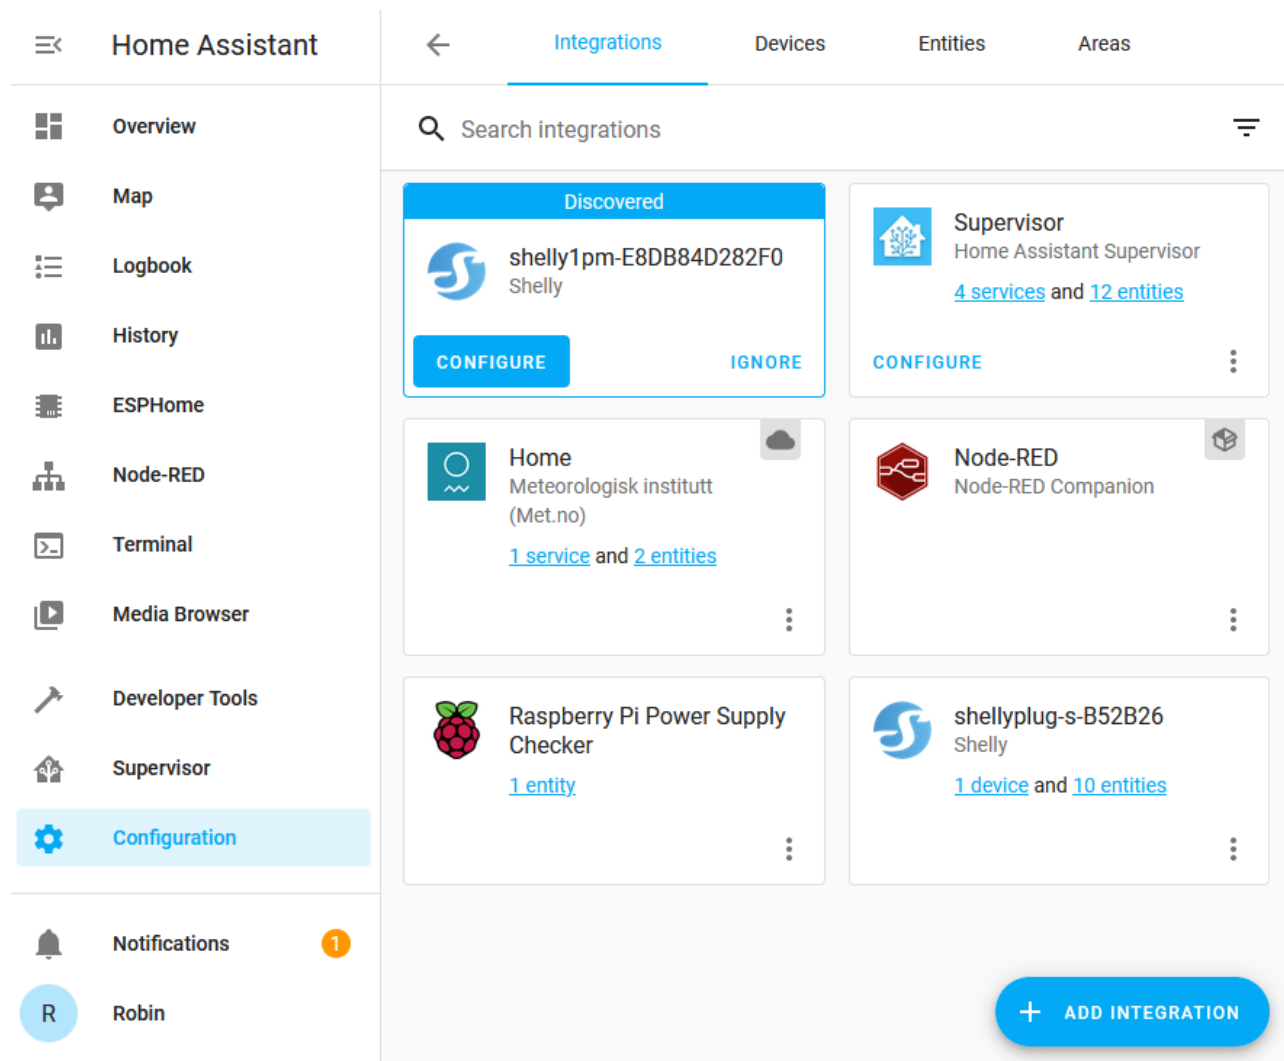 Home Assistant
Overview
Map
Logbook
History
ESPHome
Node-RED
Terminal
Media Browser
Developer Tools
Supervisor
Configuration
Notifications 1
R Robin
Integrations Devices Entities Areas
Search integrations
Discovered
shelly1pm-E8DB84D282F0
Shelly
CONFIGURE IGNORE
Supervisor
Home Assistant Supervisor
4 services and 12 entities
CONFIGURE
Home
Meteorologisk institutt
(Met.no)
1 service and 2 entities
Node-RED
Node-RED Companion
Raspberry Pi Power Supply
Checker
1 entity
shellyplug-s-B52B26
Shelly
1 device and 10 entities
ADD INTEGRATION